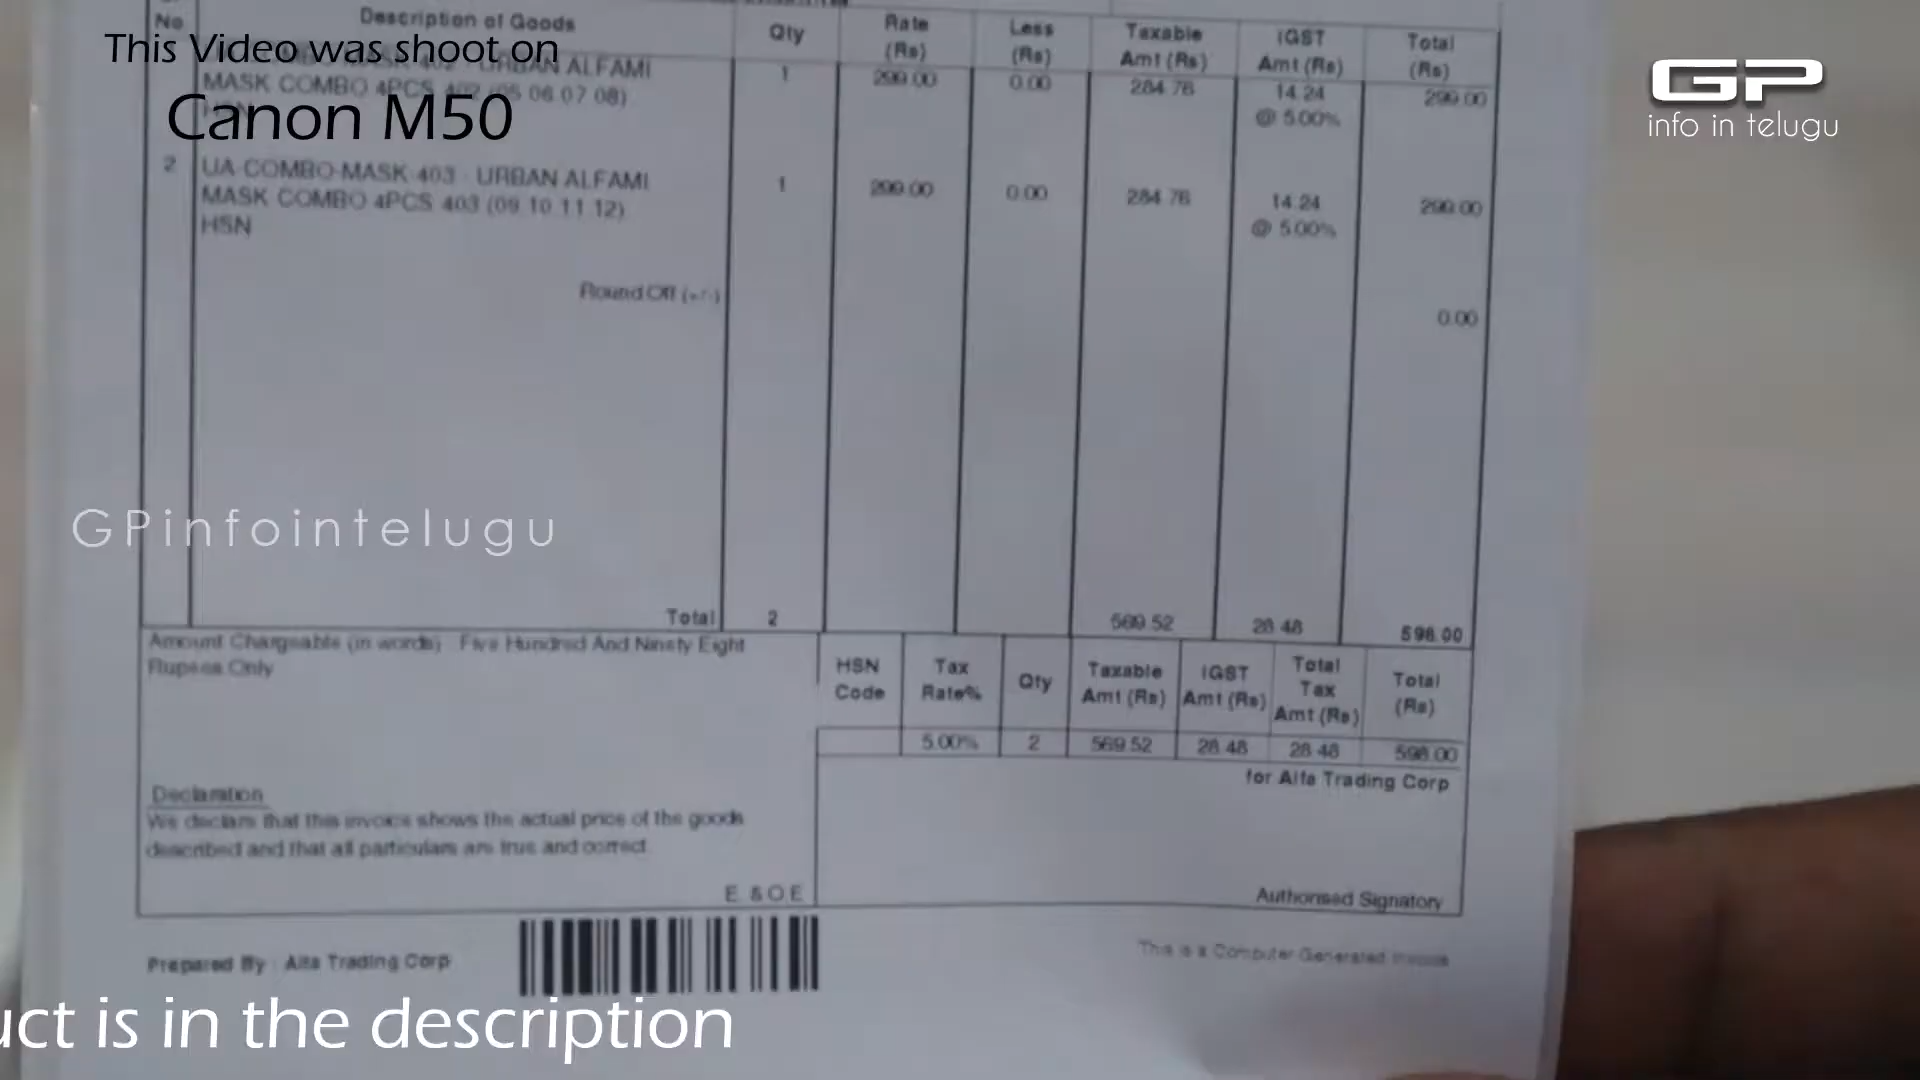 No Description of Goods Qty Rate (Rs) Less (Rs) Taxable Amt (Rs) IGST Amt (Rs) Total (Rs)
This Video was shoot on
Canon M50
GP
info in telugu
URBAN ALFAMI
MASK COMBO 4PCS 402 (05 06 07 08)
1 299.00 0.00 284.76 14.24 @ 5.00% 299.00
2 UA-COMBO-MASK-403 - URBAN ALFAMI
MASK COMBO 4PCS 403 (09 10 11 12)
HSN
1 299.00 0.00 284.76 14.24 @ 5.00% 299.00
Round Off (+/-) 0.00
GPinfointelugu
Total 2 569.52 28.48 598.00
Amount Chargeable (in words) : Five Hundred And Ninety Eight
Rupees Only
HSN Code Tax Rate% Qty Taxable Amt (Rs) IGST Amt (Rs) Total Tax Amt (Rs) Total (Rs)
5.00% 2 569.52 28.48 28.48 598.00
for Alfa Trading Corp
Declaration
We declare that this invoice shows the actual price of the goods
described and that all particulars are true and correct
E. & O.E
Authorised Signatory
Prepared By : Alfa Trading Corp
This is a Computer Generated Invoice
uct is in the description